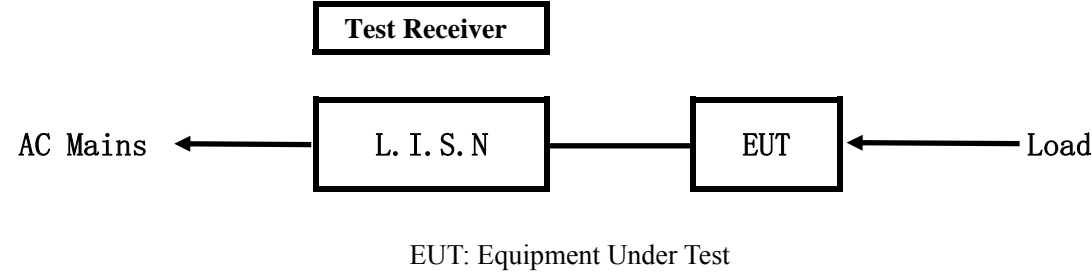 Test Receiver
AC Mains L.I.S.N EUT Load
EUT: Equipment Under Test